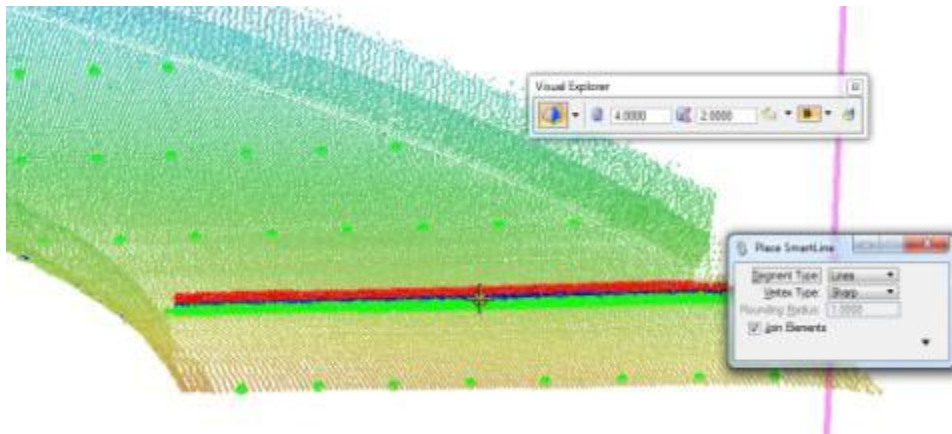 Visual Explorer
4.0000 2.0000
Place SmartLine
Segment Type: Lines
Vertex Type: Sharp
Rounding Radius: 1.0000
Join Elements